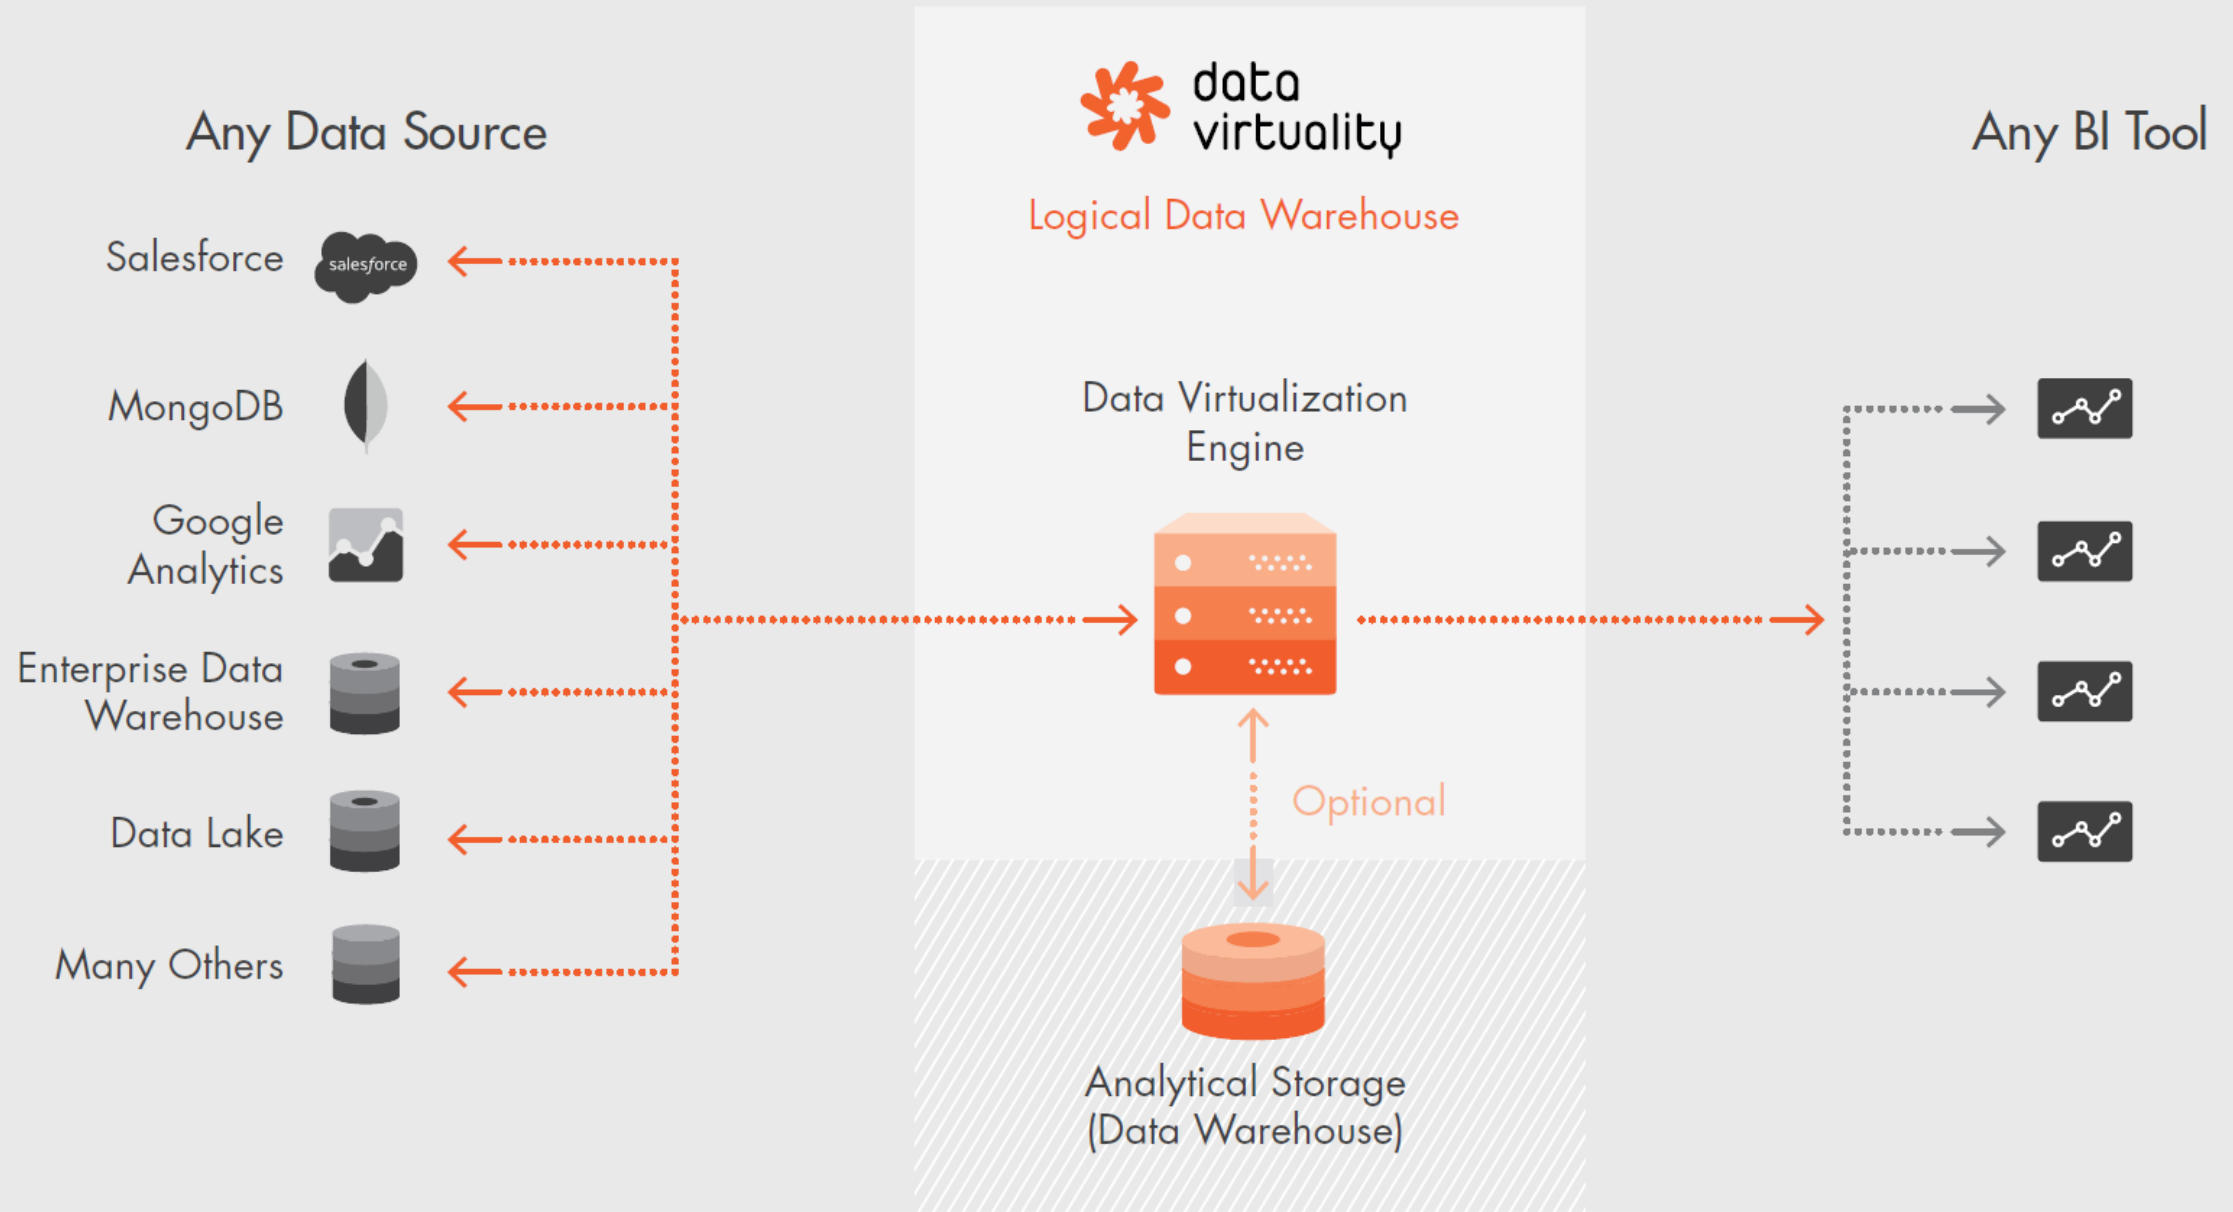 Any Data Source
Salesforce
salesforce
MongoDB
Google
Analytics
Enterprise Data
Warehouse
Data Lake
Many Others
data
virtuality
Logical Data Warehouse
Data Virtualization
Engine
Optional
Analytical Storage
(Data Warehouse)
Any BI Tool